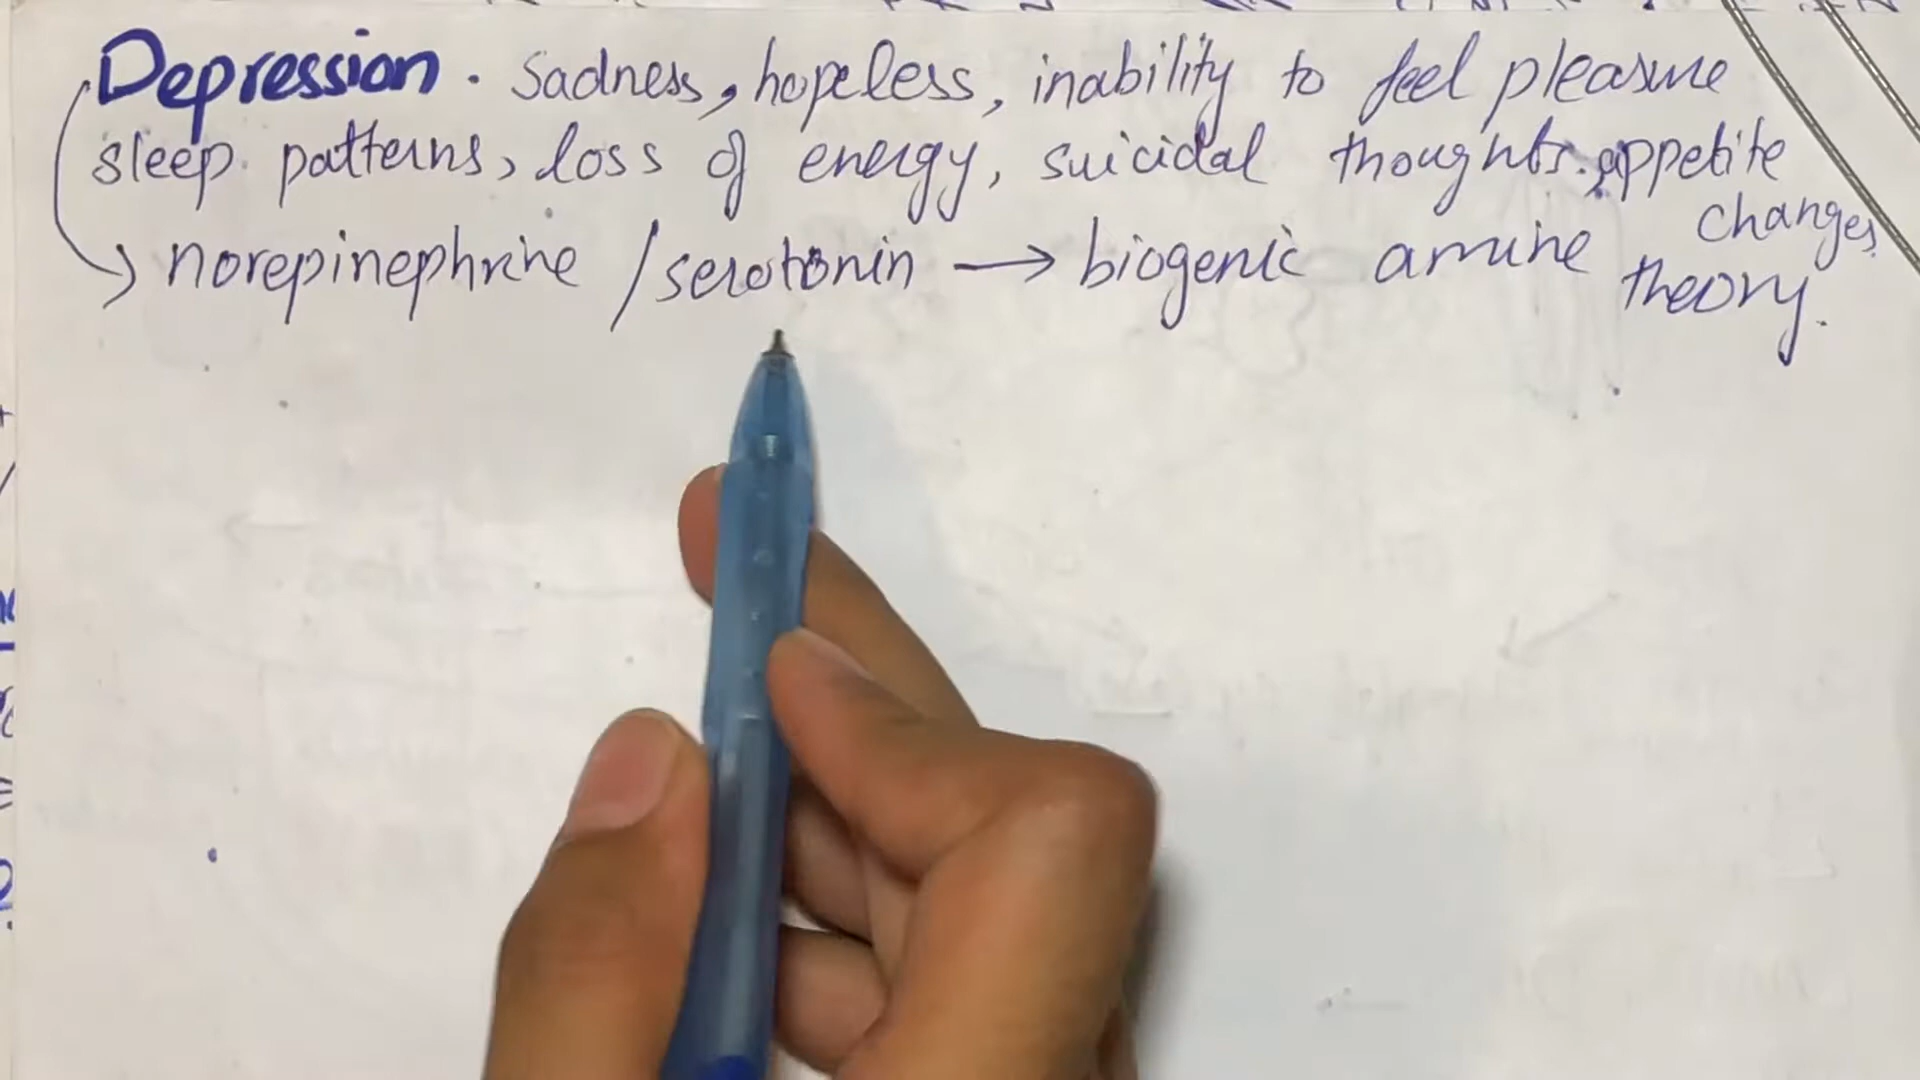 Depression. sadness, hopeless, inability to feel pleasure
sleep patterns, loss of energy, suicidal thoughts. appetite
changes.
norepinephrine / serotonin → biogenic amine theory.